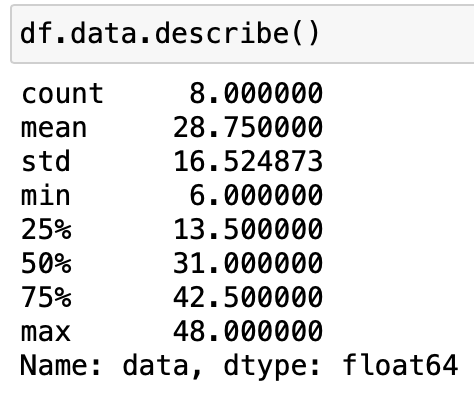 df.data.describe()
count 8.000000
mean 28.750000
std 16.524873
min 6.000000
25% 13.500000
50% 31.000000
75% 42.500000
max 48.000000
Name: data, dtype: float64